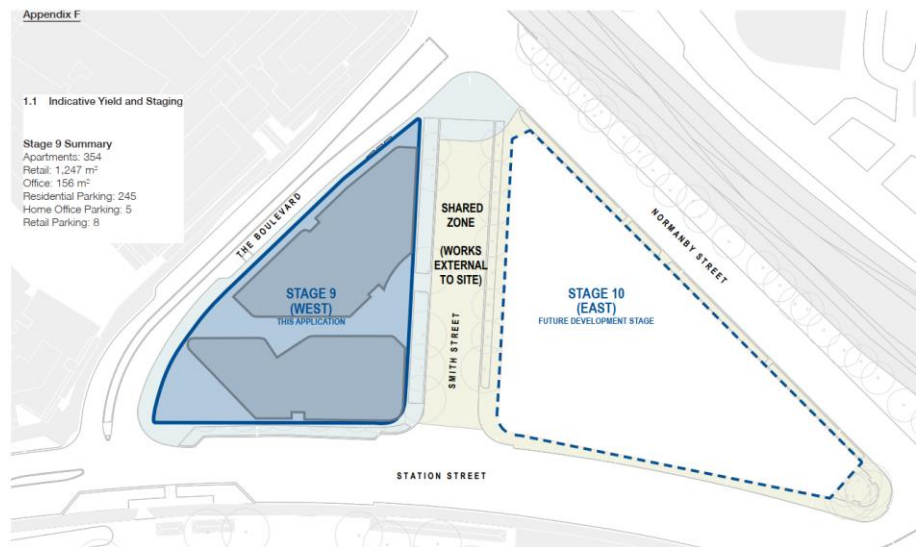 Appendix F
1.1 Indicative Yield and Staging
Stage 9 Summary
Apartments: 354
Retail: 1,247 m²
Office: 156 m²
Residential Parking: 245
Home Office Parking: 5
Retail Parking: 8
THE BOULEVARD
STAGE 9
(WEST)
THIS APPLICATION
SHARED
ZONE
(WORKS
EXTERNAL
TO SITE)
SMITH STREET
STAGE 10
(EAST)
FUTURE DEVELOPMENT STAGE
NORMANBY STREET
STATION STREET